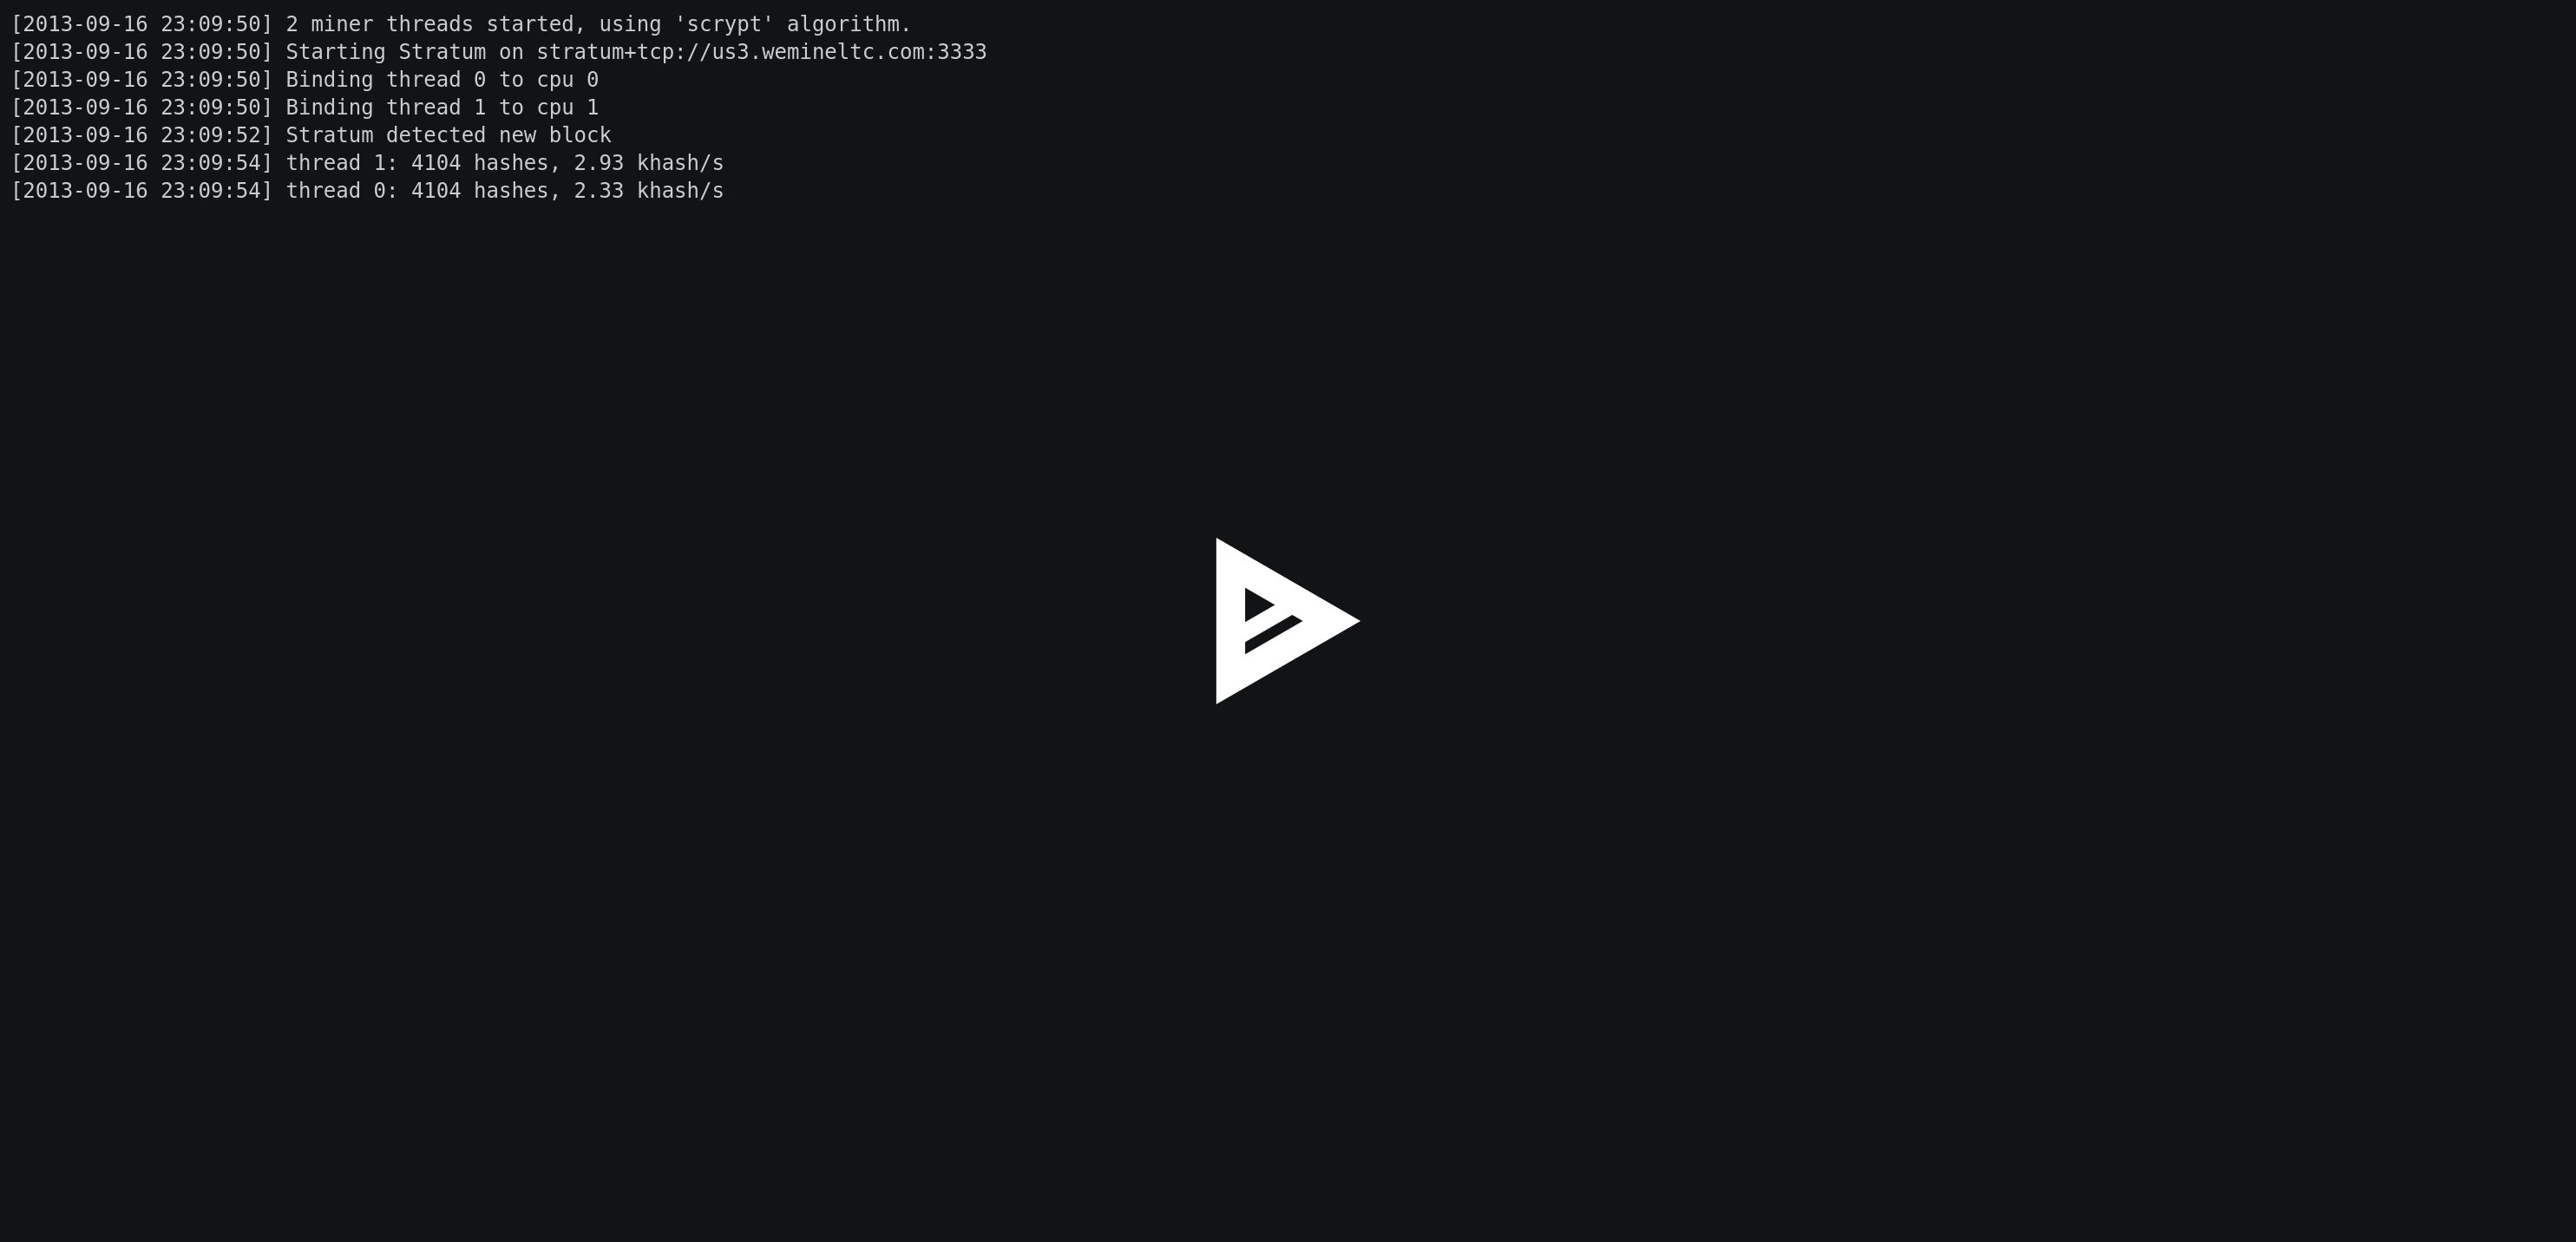 [2013-09-16 23:09:50] 2 miner threads started, using 'scrypt' algorithm.
[2013-09-16 23:09:50] Starting Stratum on stratum+tcp://us3.wemineltc.com:3333
[2013-09-16 23:09:50] Binding thread 0 to cpu 0
[2013-09-16 23:09:50] Binding thread 1 to cpu 1
[2013-09-16 23:09:52] Stratum detected new block
[2013-09-16 23:09:54] thread 1: 4104 hashes, 2.93 khash/s
[2013-09-16 23:09:54] thread 0: 4104 hashes, 2.33 khash/s